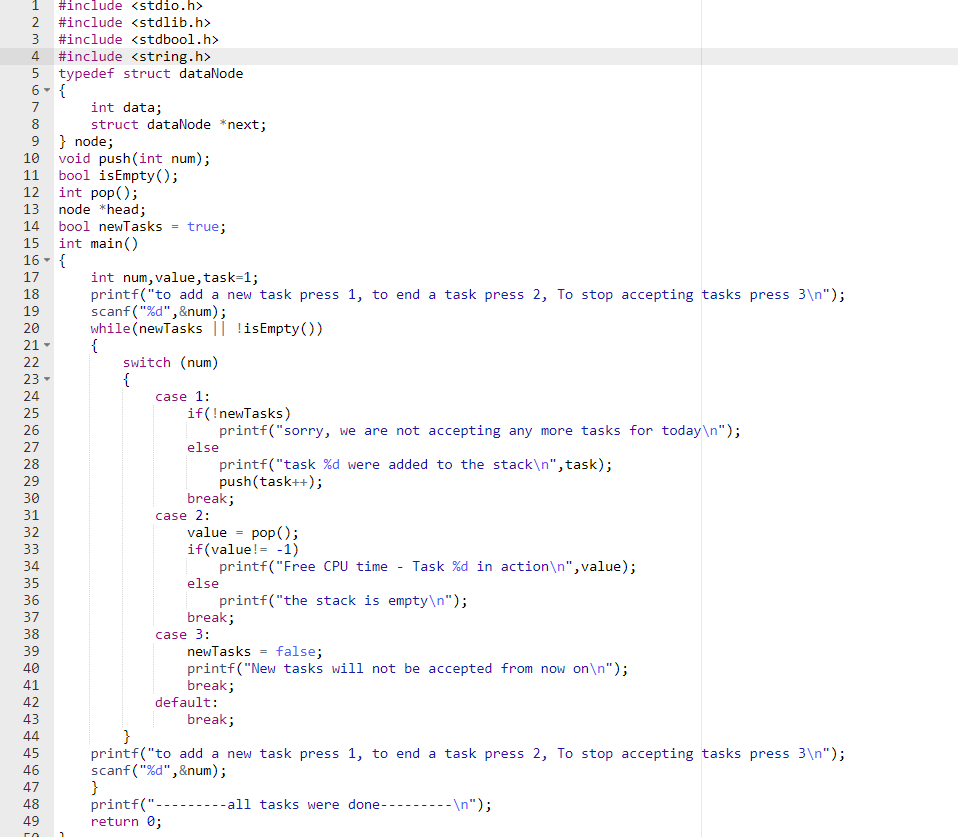 1 #include <stdio.h>
2 #include <stdlib.h>
3 #include <stdbool.h>
4 #include <string.h>
5 typedef struct dataNode
6 {
7     int data;
8     struct dataNode *next;
9 } node;
10 void push(int num);
11 bool isEmpty();
12 int pop();
13 node *head;
14 bool newTasks = true;
15 int main()
16 {
17     int num,value,task=1;
18     printf("to add a new task press 1, to end a task press 2, To stop accepting tasks press 3\n");
19     scanf("%d",&num);
20     while(newTasks || !isEmpty())
21     {
22         switch (num)
23         {
24             case 1:
25                 if(!newTasks)
26                     printf("sorry, we are not accepting any more tasks for today\n");
27                 else
28                     printf("task %d were added to the stack\n",task);
29                     push(task++);
30                 break;
31             case 2:
32                 value = pop();
33                 if(value!= -1)
34                     printf("Free CPU time - Task %d in action\n",value);
35                 else
36                     printf("the stack is empty\n");
37                 break;
38             case 3:
39                 newTasks = false;
40                 printf("New tasks will not be accepted from now on\n");
41                 break;
42             default:
43                 break;
44         }
45     printf("to add a new task press 1, to end a task press 2, To stop accepting tasks press 3\n");
46     scanf("%d",&num);
47     }
48     printf("---------all tasks were done---------\n");
49     return 0;